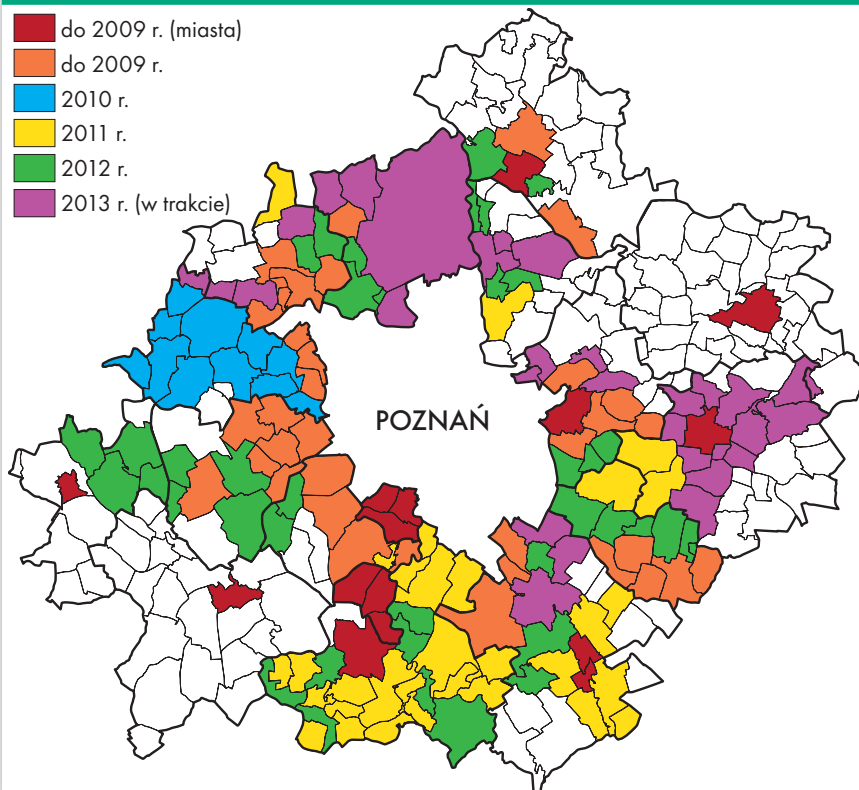 do 2009 r. (miasta)
do 2009 r.
2010 r.
2011 r.
2012 r.
2013 r. (w trakcie)
POZNAŃ